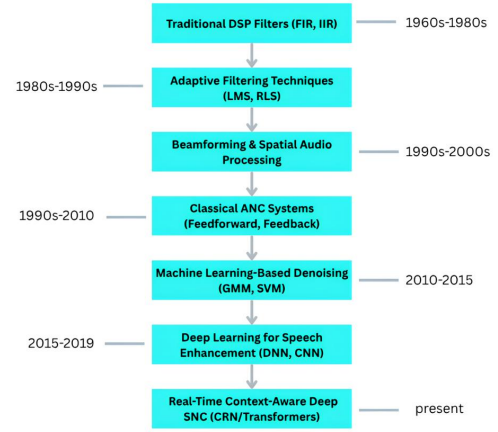 Traditional DSP Filters (FIR, IIR)
1960s-1980s
1980s-1990s
Adaptive Filtering Techniques
(LMS, RLS)
Beamforming & Spatial Audio
Processing
1990s-2000s
1990s-2010
Classical ANC Systems
(Feedforward, Feedback)
Machine Learning-Based Denoising
(GMM, SVM)
2010-2015
2015-2019
Deep Learning for Speech
Enhancement (DNN, CNN)
Real-Time Context-Aware Deep
SNC (CRN/Transformers)
present